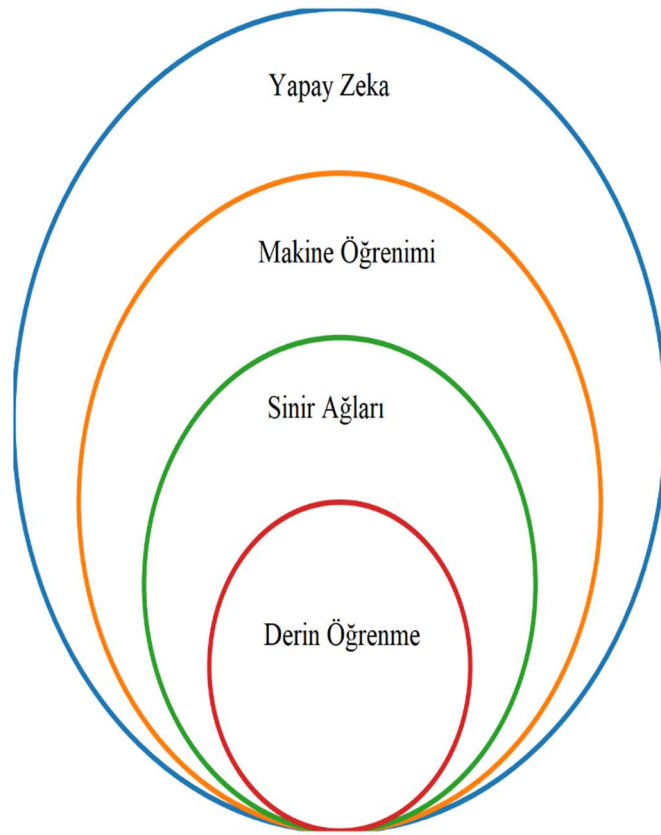 Yapay Zeka
Makine Öğrenimi
Sinir Ağları
Derin Öğrenme